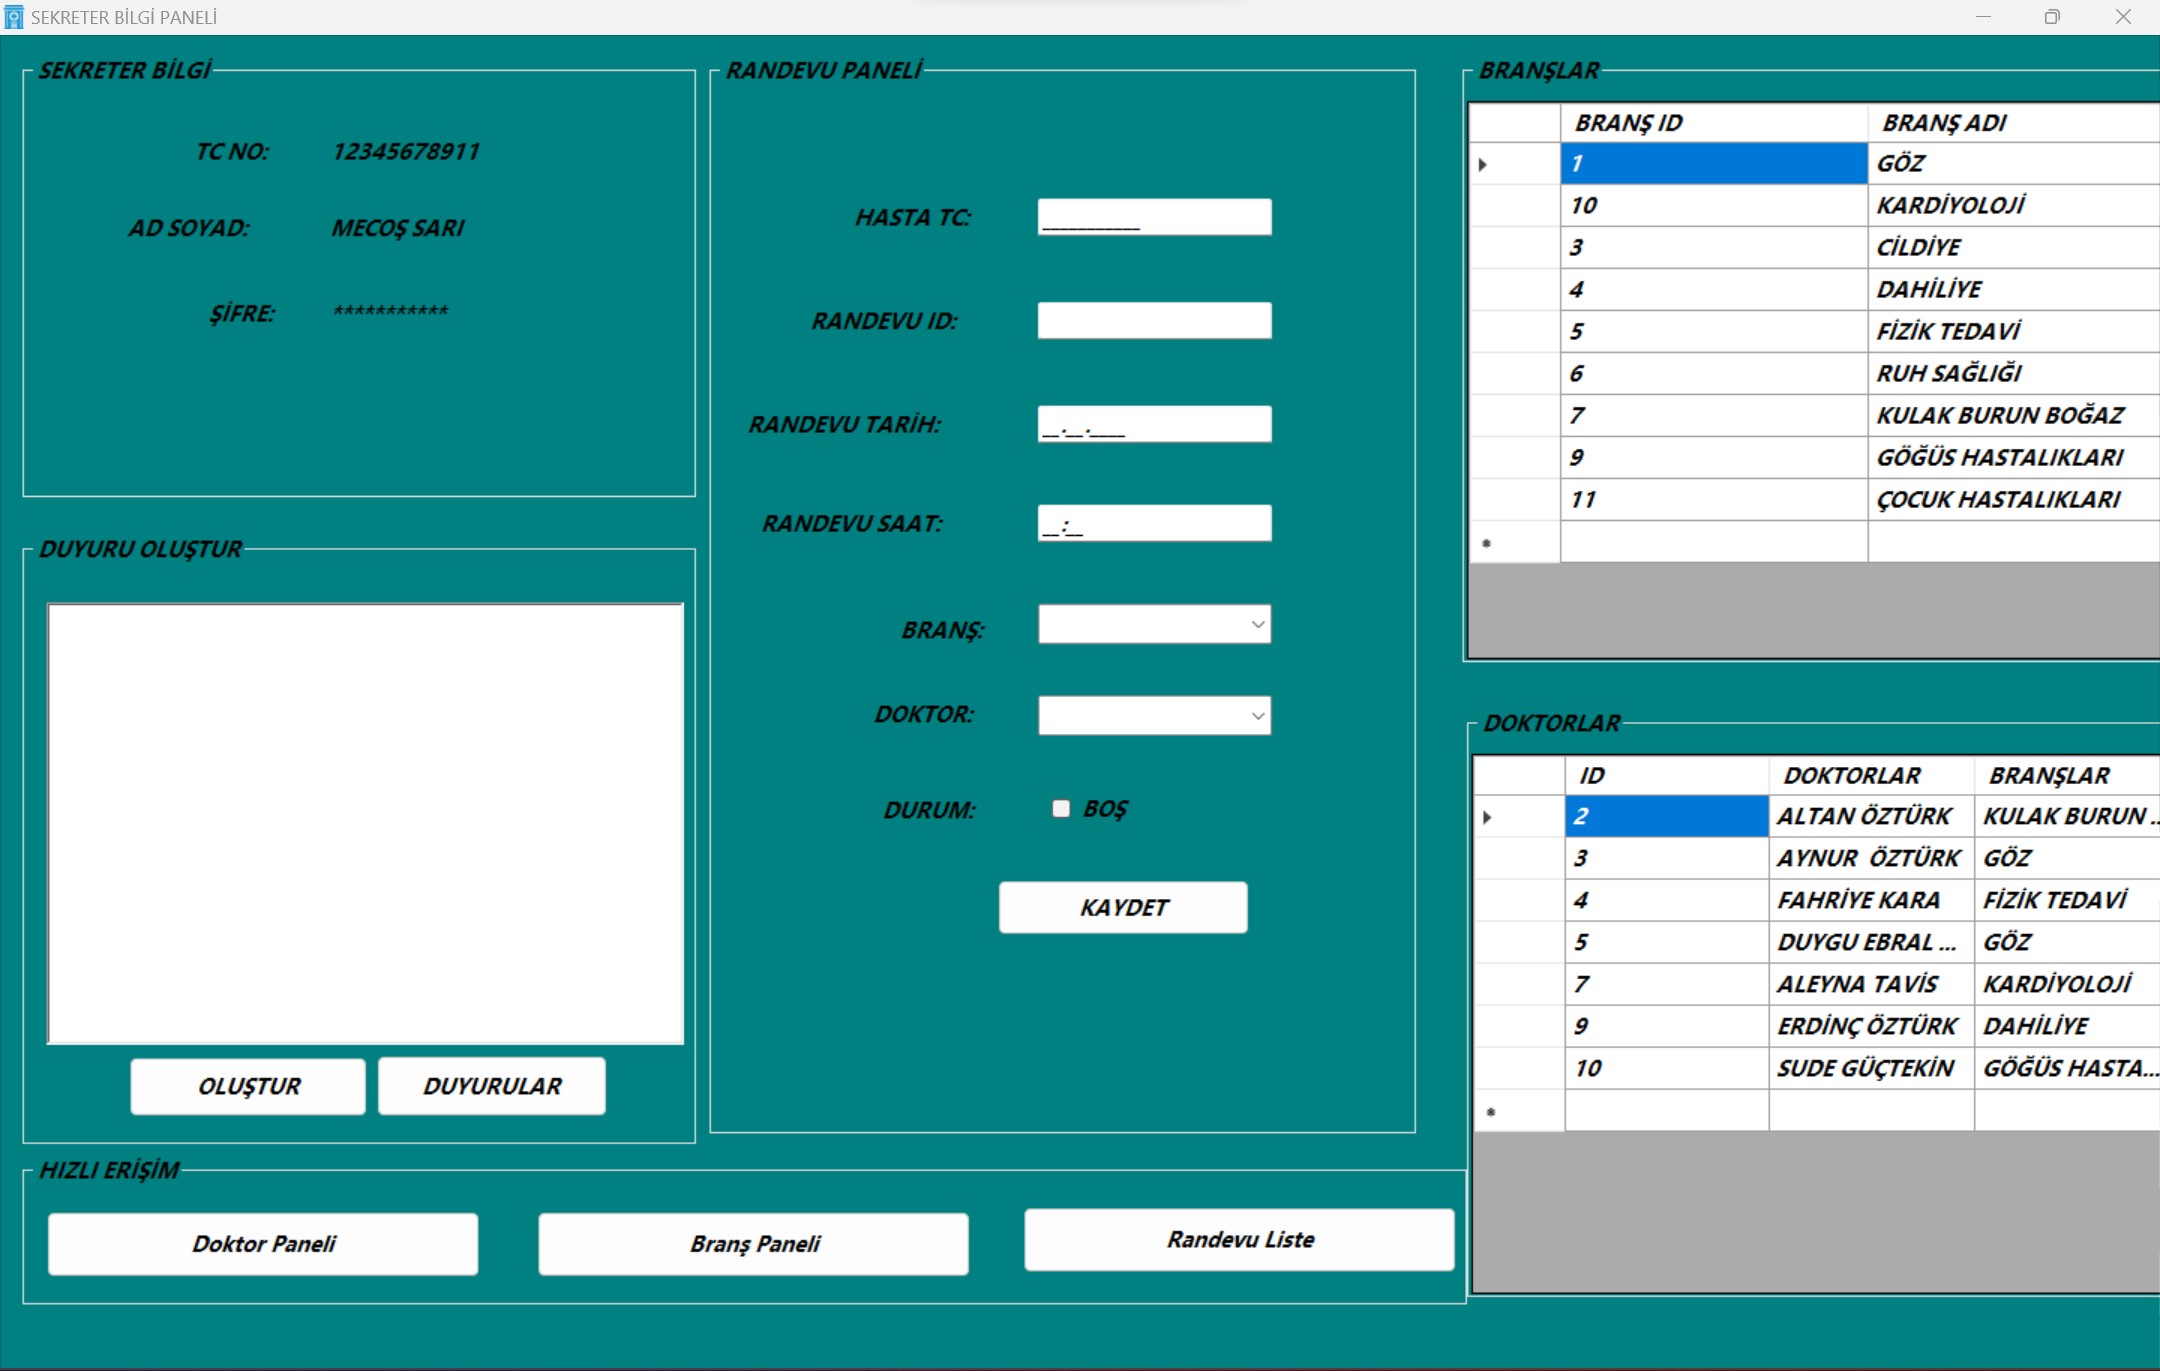 SEKRETER BİLGİ PANELİ
SEKRETER BİLGİ
TC NO: 12345678911
AD SOYAD: MECOŞ SARI
ŞİFRE: ***********
DUYURU OLUŞTUR
OLUŞTUR DUYURULAR
RANDEVU PANELİ
HASTA TC: ___________
RANDEVU ID:
RANDEVU TARİH: __.__.____
RANDEVU SAAT: __:__
BRANŞ:
DOKTOR:
DURUM: BOŞ
KAYDET
HIZLI ERİŞİM
Doktor Paneli Branş Paneli Randevu Liste
BRANŞLAR
BRANŞ ID BRANŞ ADI
1 GÖZ
10 KARDİYOLOJİ
3 CİLDİYE
4 DAHİLİYE
5 FİZİK TEDAVİ
6 RUH SAĞLIĞI
7 KULAK BURUN BOĞAZ
9 GÖĞÜS HASTALIKLARI
11 ÇOCUK HASTALIKLARI
DOKTORLAR
ID DOKTORLAR BRANŞLAR
2 ALTAN ÖZTÜRK KULAK BURUN ...
3 AYNUR  ÖZTÜRK GÖZ
4 FAHRİYE KARA FİZİK TEDAVİ
5 DUYGU EBRAL ... GÖZ
7 ALEYNA TAVİS KARDİYOLOJİ
9 ERDİNÇ ÖZTÜRK DAHİLİYE
10 SUDE GÜÇTEKİN GÖĞÜS HASTA...